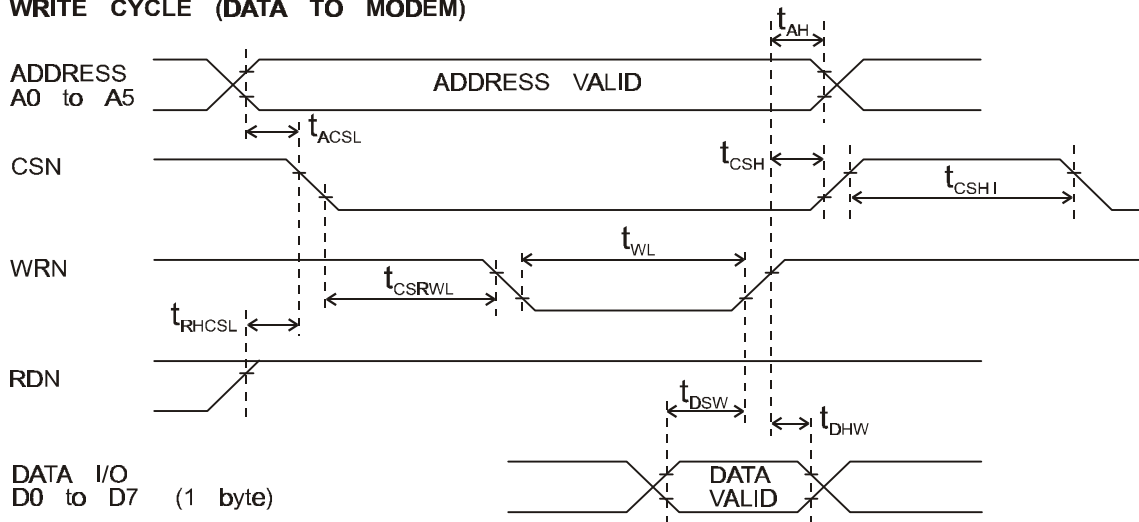 WRITE CYCLE (DATA TO MODEM)
tAH
ADDRESS
A0 to A5
ADDRESS VALID
tACSL
CSN
tCSH
tCSHI
WRN
tWL
tCSRWL
tRHCSL
RDN
tDSW
tDHW
DATA I/O
D0 to D7 (1 byte)
DATA
VALID